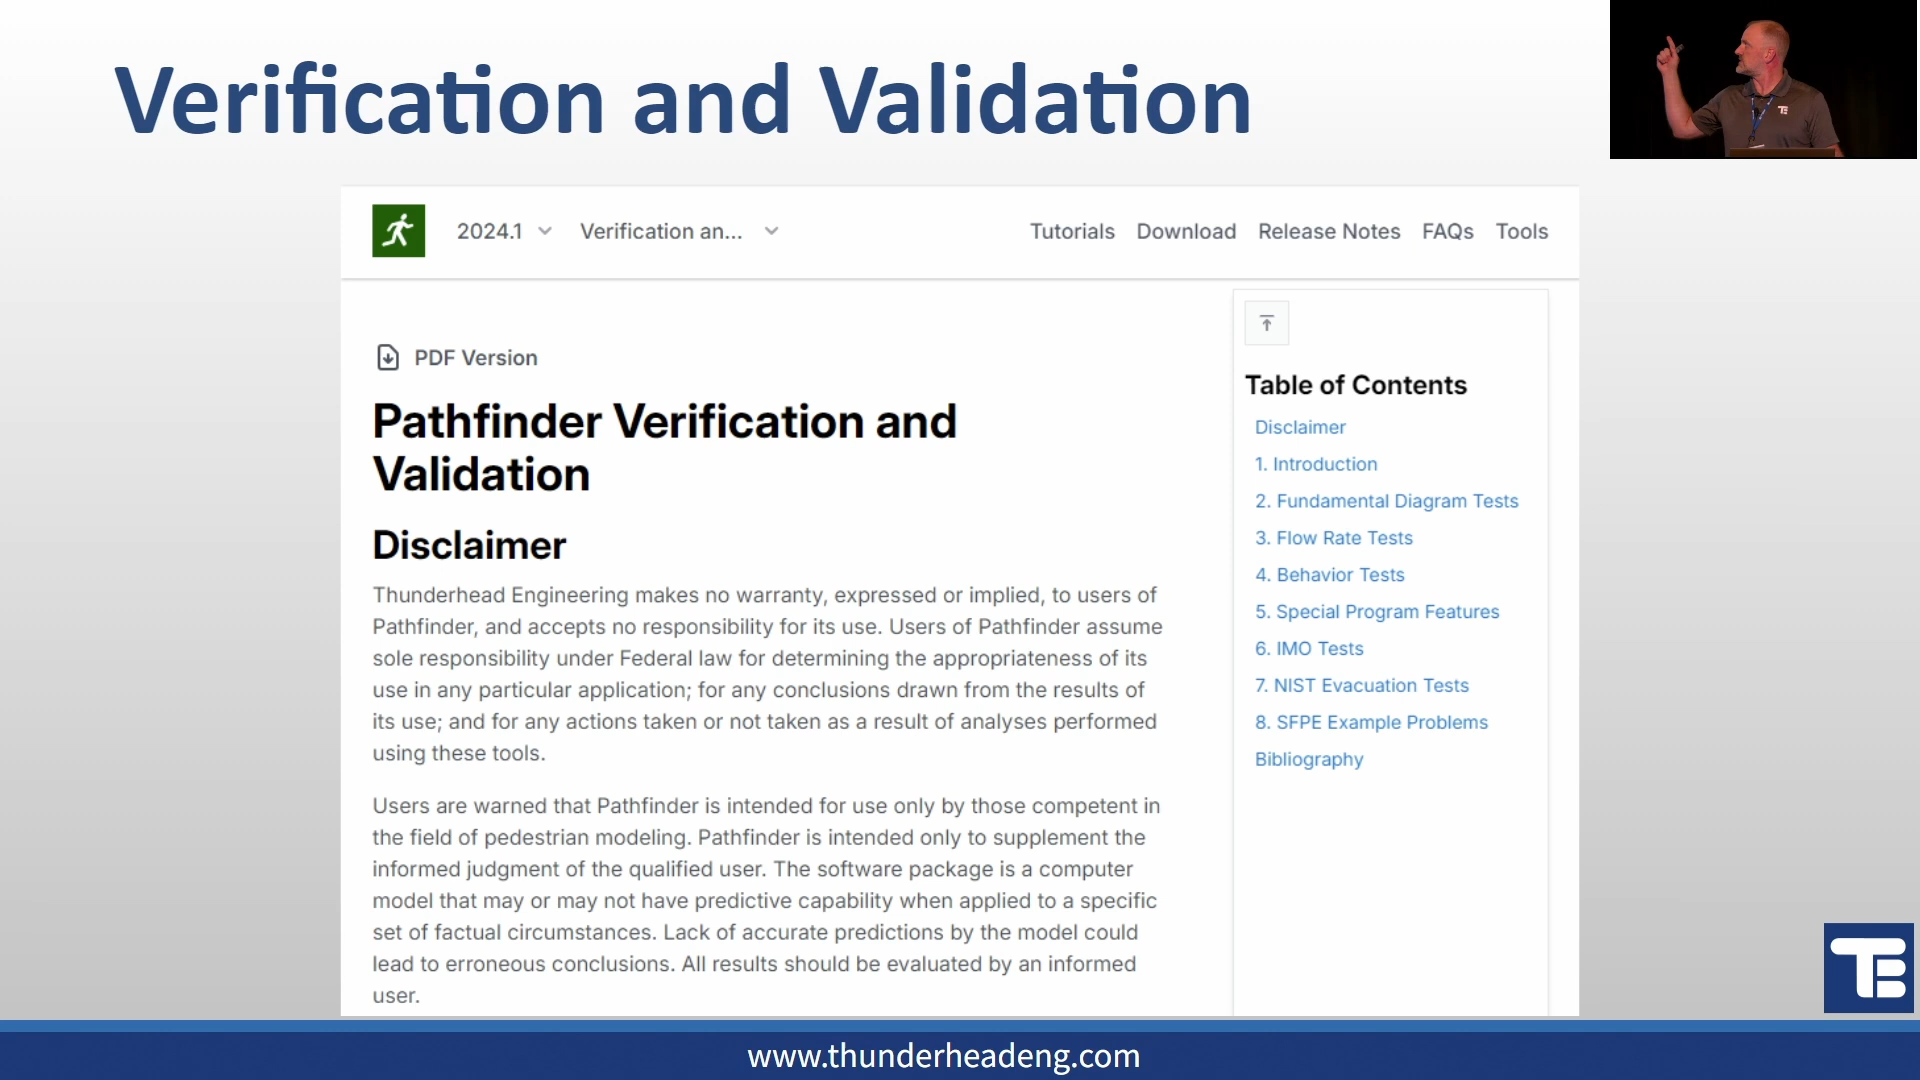 Verification and Validation
2024.1
Verification an...
Tutorials
Download
Release Notes
FAQs
Tools
PDF Version
Pathfinder Verification and
Validation
Disclaimer
Thunderhead Engineering makes no warranty, expressed or implied, to users of
Pathfinder, and accepts no responsibility for its use. Users of Pathfinder assume
sole responsibility under Federal law for determining the appropriateness of its
use in any particular application; for any conclusions drawn from the results of
its use; and for any actions taken or not taken as a result of analyses performed
using these tools.
Users are warned that Pathfinder is intended for use only by those competent in
the field of pedestrian modeling. Pathfinder is intended only to supplement the
informed judgment of the qualified user. The software package is a computer
model that may or may not have predictive capability when applied to a specific
set of factual circumstances. Lack of accurate predictions by the model could
lead to erroneous conclusions. All results should be evaluated by an informed
user.
Table of Contents
Disclaimer
1. Introduction
2. Fundamental Diagram Tests
3. Flow Rate Tests
4. Behavior Tests
5. Special Program Features
6. IMO Tests
7. NIST Evacuation Tests
8. SFPE Example Problems
Bibliography
TE
www.thunderheadeng.com